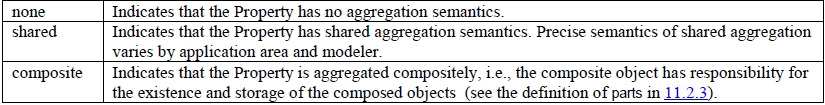 none Indicates that the Property has no aggregation semantics.
shared Indicates that the Property has shared aggregation semantics. Precise semantics of shared aggregation
varies by application area and modeler.
composite Indicates that the Property is aggregated compositely, i.e., the composite object has responsibility for
the existence and storage of the composed objects (see the definition of parts in 11.2.3).